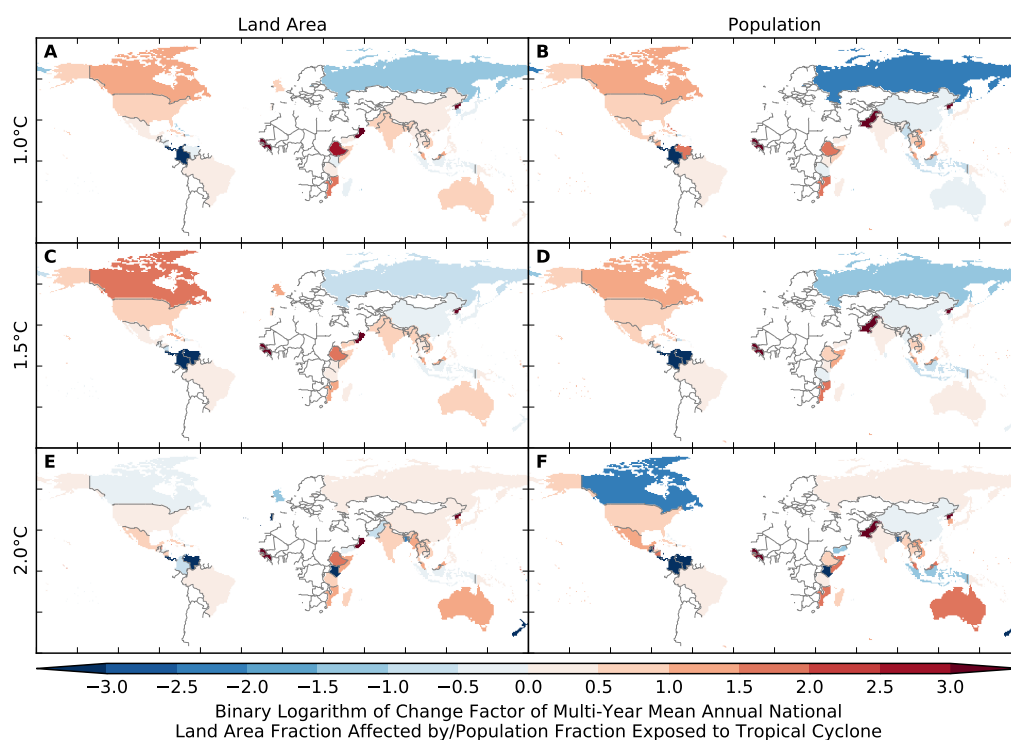 Land Area
Population
A
B
1.0°C
C
D
1.5°C
E
F
2.0°C
−3.0 −2.5 −2.0 −1.5 −1.0 −0.5 0.0 0.5 1.0 1.5 2.0 2.5 3.0
Binary Logarithm of Change Factor of Multi-Year Mean Annual National
Land Area Fraction Affected by/Population Fraction Exposed to Tropical Cyclone